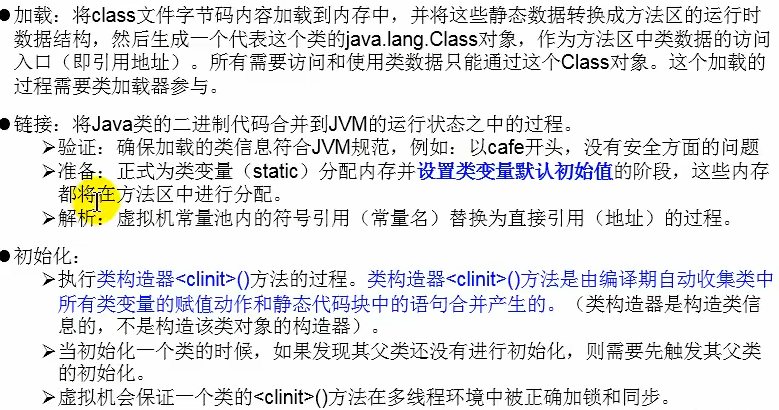 ●加载：将class文件字节码内容加载到内存中，并将这些静态数据转换成方法区的运行时
数据结构，然后生成一个代表这个类的java.lang.Class对象，作为方法区中类数据的访问
入口（即引用地址）。所有需要访问和使用类数据只能通过这个Class对象。这个加载的
过程需要类加载器参与。
●链接：将Java类的二进制代码合并到JVM的运行状态之中的过程。
➢验证：确保加载的类信息符合JVM规范，例如：以cafe开头，没有安全方面的问题
➢准备：正式为类变量（static）分配内存并设置类变量默认初始值的阶段，这些内存
都将在方法区中进行分配。
➢解析：虚拟机常量池内的符号引用（常量名）替换为直接引用（地址）的过程。
●初始化：
➢执行类构造器<clinit>()方法的过程。类构造器<clinit>()方法是由编译期自动收集类中
所有类变量的赋值动作和静态代码块中的语句合并产生的。（类构造器是构造类信
息的，不是构造该类对象的构造器）。
➢当初始化一个类的时候，如果发现其父类还没有进行初始化，则需要先触发其父类
的初始化。
➢虚拟机会保证一个类的<clinit>()方法在多线程环境中被正确加锁和同步。